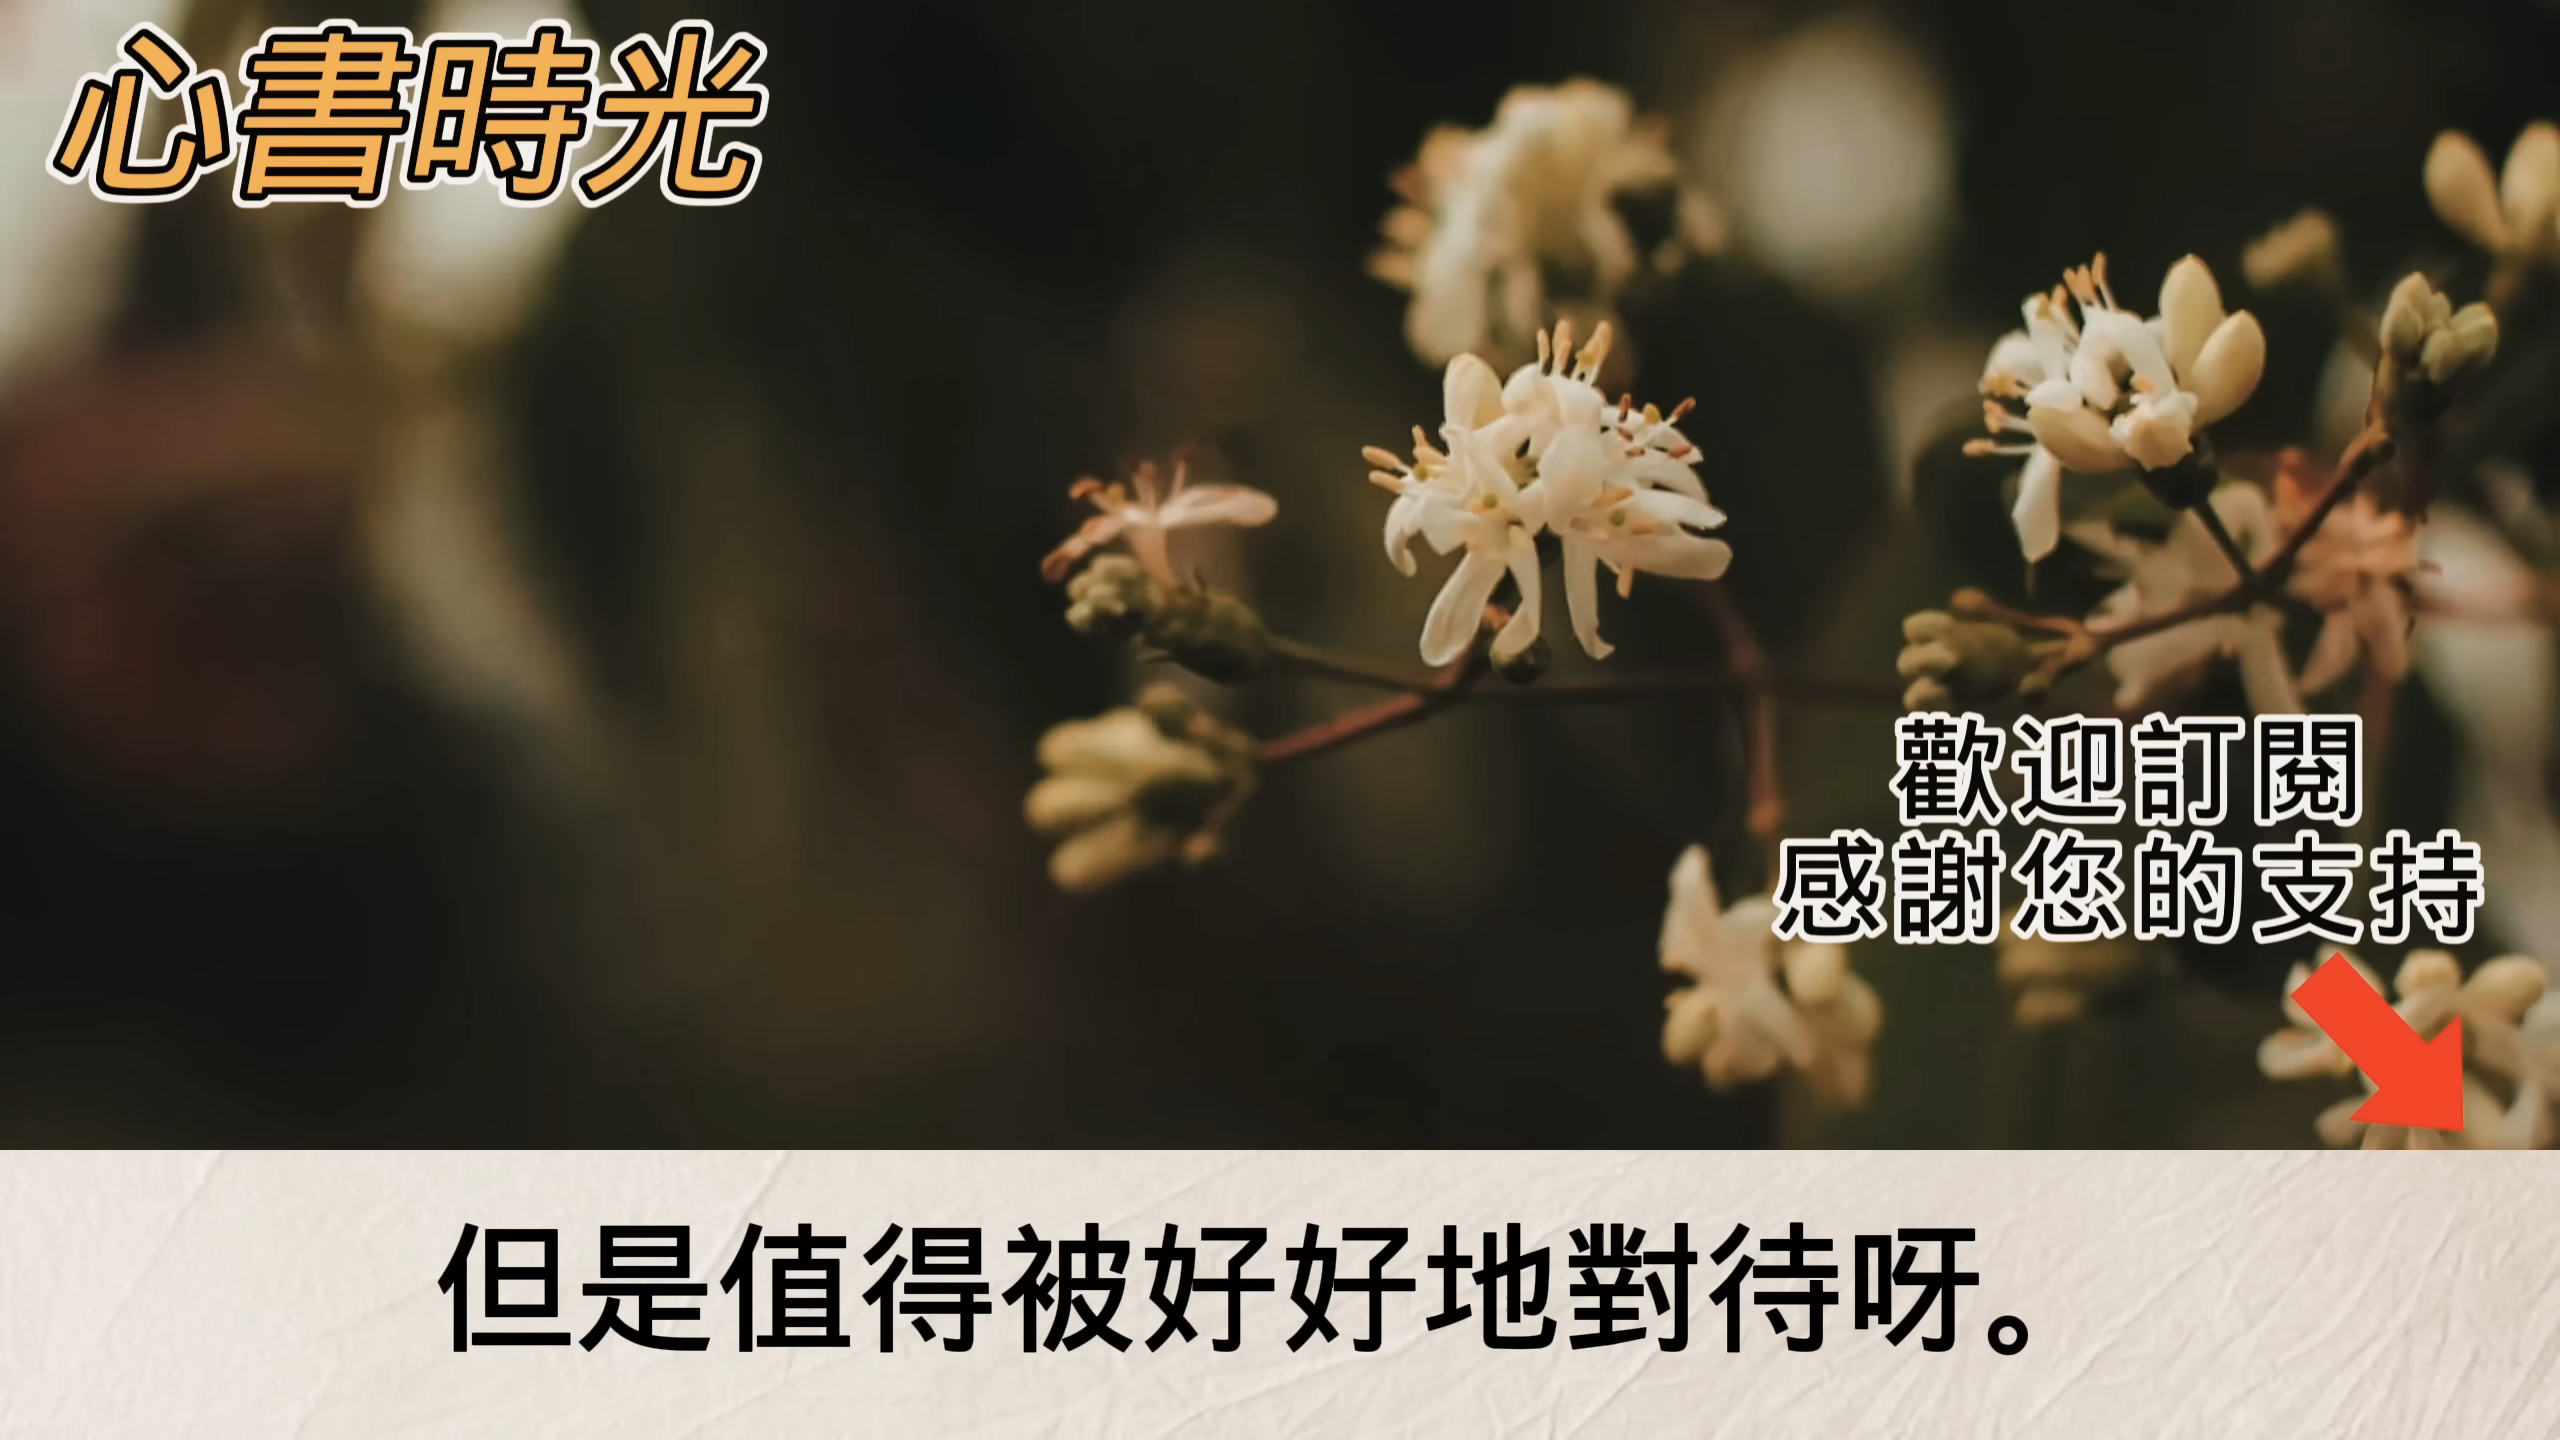 心書時光
歡迎訂閱
感謝您的支持
但是值得被好好地對待呀。